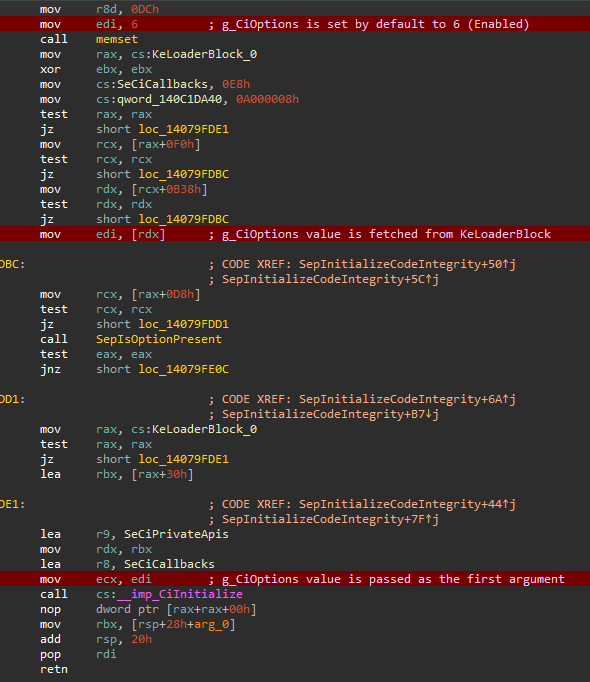 mov r8d, 0DCh
mov edi, 6 ; g_CiOptions is set by default to 6 (Enabled)
call memset
mov rax, cs:KeLoaderBlock_0
xor ebx, ebx
mov cs:SeCiCallbacks, 0E8h
mov cs:qword_140C1DA40, 0A000008h
test rax, rax
jz short loc_14079FDE1
mov rcx, [rax+0F0h]
test rcx, rcx
jz short loc_14079FDBC
mov rdx, [rcx+0B38h]
test rdx, rdx
jz short loc_14079FDBC
mov edi, [rdx] ; g_CiOptions value is fetched from KeLoaderBlock
DBC: ; CODE XREF: SepInitializeCodeIntegrity+50↑j
; SepInitializeCodeIntegrity+5C↑j
mov rcx, [rax+0D8h]
test rcx, rcx
jz short loc_14079FDD1
call SepIsOptionPresent
test eax, eax
jnz short loc_14079FE0C
DD1: ; CODE XREF: SepInitializeCodeIntegrity+6A↑j
; SepInitializeCodeIntegrity+B7↓j
mov rax, cs:KeLoaderBlock_0
test rax, rax
jz short loc_14079FDE1
lea rbx, [rax+30h]
DE1: ; CODE XREF: SepInitializeCodeIntegrity+44↑j
; SepInitializeCodeIntegrity+7F↑j
lea r9, SeCiPrivateApis
mov rdx, rbx
lea r8, SeCiCallbacks
mov ecx, edi ; g_CiOptions value is passed as the first argument
call cs:__imp_CiInitialize
nop dword ptr [rax+rax+00h]
mov rbx, [rsp+28h+arg_0]
add rsp, 20h
pop rdi
retn